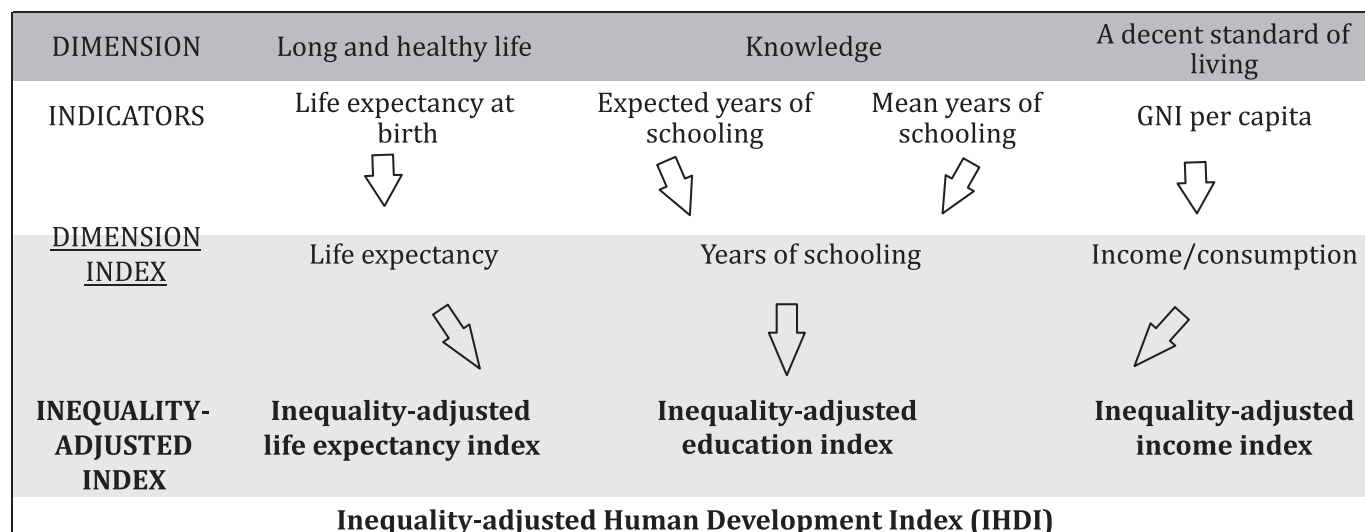 DIMENSION Long and healthy life Knowledge A decent standard of
living
INDICATORS Life expectancy at
birth Expected years of
schooling Mean years of
schooling GNI per capita
DIMENSION
INDEX Life expectancy Years of schooling Income/consumption
INEQUALITY-
ADJUSTED
INDEX Inequality-adjusted
life expectancy index Inequality-adjusted
education index Inequality-adjusted
income index
Inequality-adjusted Human Development Index (IHDI)